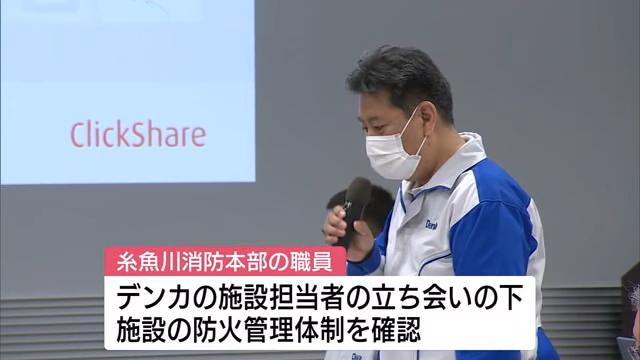 ClickShare
Denk
糸魚川消防本部の職員
デンカの施設担当者の立ち会いの下
施設の防火管理体制を確認